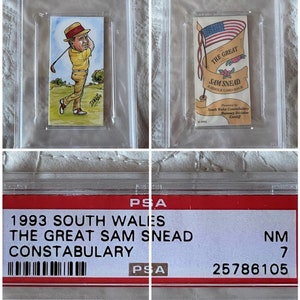 THE GREAT
SAM SNEAD
PSA
1993 SOUTH WALES
THE GREAT SAM SNEAD NM
CONSTABULARY 7
PSA 25786105